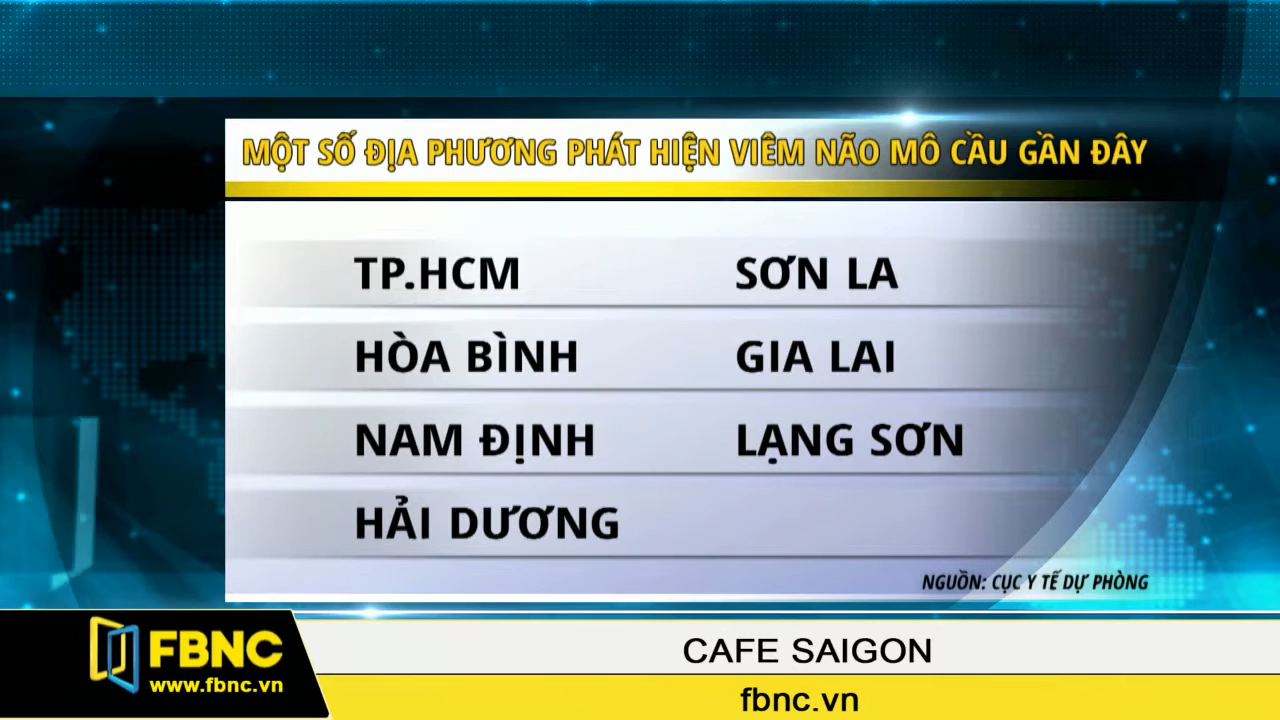 MỘT SỐ ĐỊA PHƯƠNG PHÁT HIỆN VIÊM NÃO MÔ CẦU GẦN ĐÂY
TP.HCM SƠN LA
HÒA BÌNH GIA LAI
NAM ĐỊNH LẠNG SƠN
HẢI DƯƠNG
NGUỒN: CỤC Y TẾ DỰ PHÒNG
FBNC
www.fbnc.vn
CAFE SAIGON
fbnc.vn